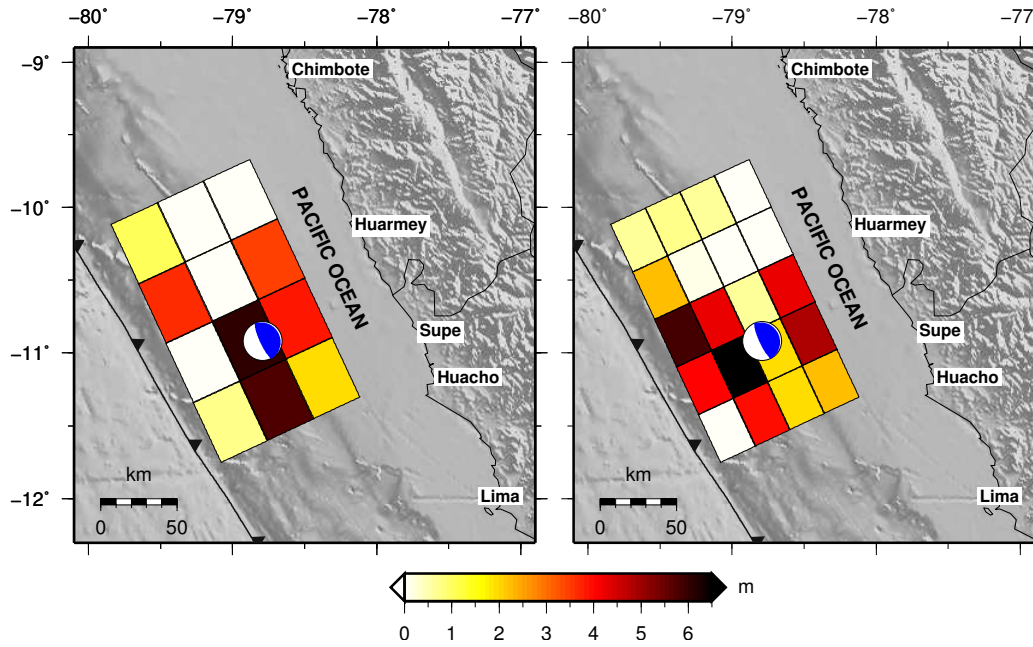 −80 −79 −78 −77 −80 −79 −78 −77
−9
Chimbote
Chimbote
−10
PACIFIC OCEAN
Huarmey
PACIFIC OCEAN
Huarmey
−11
Supe
Huacho
Supe
Huacho
−12
km
0 50
Lima
km
0 50
Lima
m
0 1 2 3 4 5 6